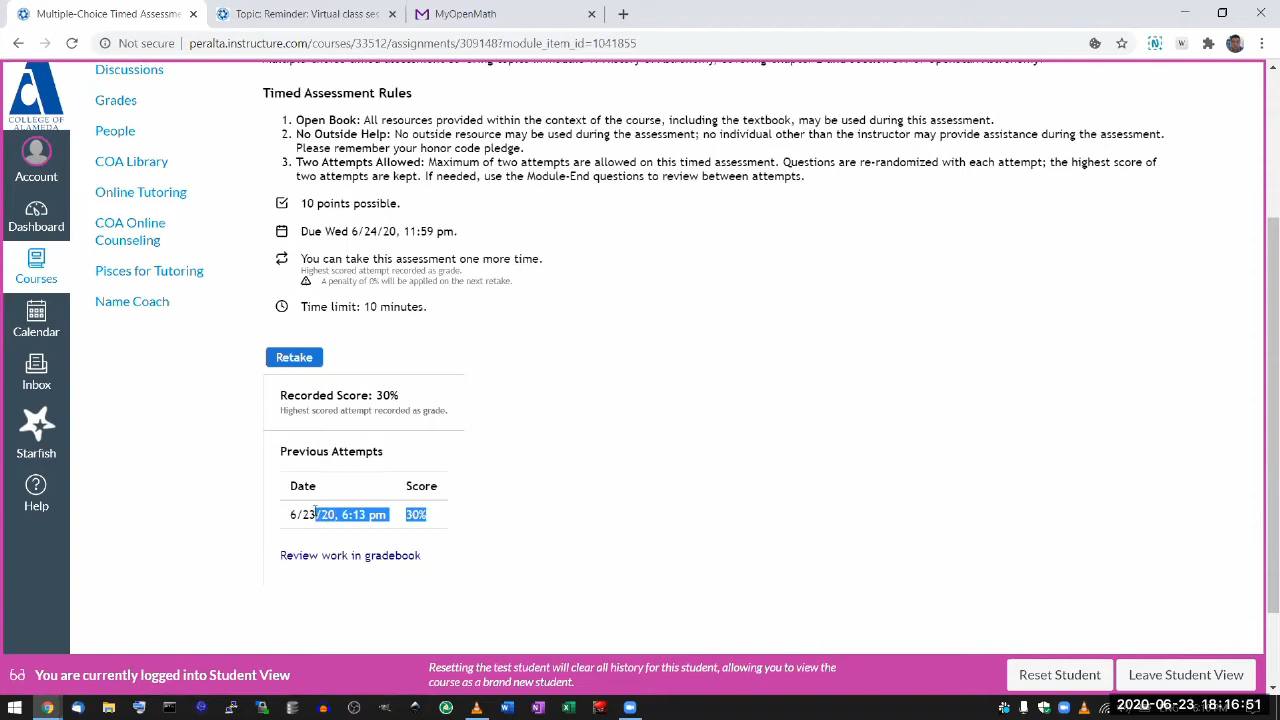 Multiple-Choice Timed Assessme
Topic Reminder for Review
MyOpenMath
Not secure
peralta.instructure.com/courses/33512/assignments/309148?module_item_id=1041855
COLLEGE OF
ALAMEDA
Account
Dashboard
Courses
Calendar
Inbox
Starfish
Help
Discussions
Grades
People
COA Library
Online Tutoring
COA Online
Counseling
Pisces for Tutoring
Name Coach
Timed Assessment Rules
1. Open Book: All resources provided within the context of the course, including the textbook, may be used during this assessment.
2. No Outside Help: No outside resource may be used during the assessment; no individual other than the instructor may provide assistance during the assessment.
Please remember your honor code pledge.
3. Two Attempts Allowed: Maximum of two attempts are allowed on this timed assessment. Questions are re-randomized with each attempt; the highest score of
two attempts are kept. If needed, use the Module-End questions to review between attempts.
10 points possible.
Due Wed 6/24/20, 11:59 pm.
You can take this assessment one more time.
Highest scored attempt recorded as grade.
A penalty of 0% will be applied on the next retake.
Time limit: 10 minutes.
Retake
Recorded Score: 30%
Highest scored attempt recorded as grade.
Previous Attempts
Date Score
6/23/20, 6:13 pm 30%
Review work in gradebook
You are currently logged into Student View
Resetting the test student will clear all history for this student, allowing you to view the
course as a brand new student.
Reset Student
Leave Student View
2020-06-23 18:16:51